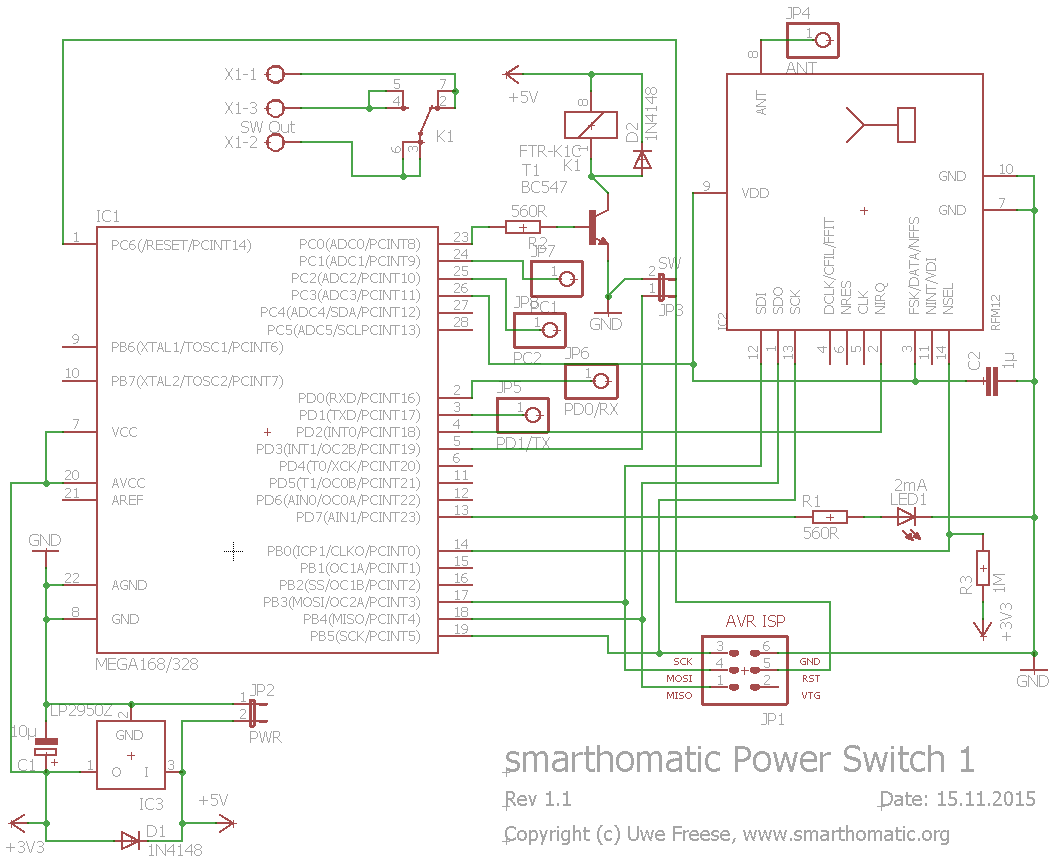 JP4
1
8
ANT
X1-1
X1-3
SW Out
X1-2
5
4
7
2
6
3
K1
+5V
8
1
FTR-K1C
K1
D2
1N4148
T1
BC547
ANT
9
VDD
GND
10
GND
7
SDI
SDO
SCK
DCLK/CFIL/FFIT
NRES
CLK
NIRQ
FSK/DATA/NFFS
NINT/VDI
NSEL
IC2
RFM12
12
1
13
4
6
5
2
3
11
14
IC1
1
PC6(/RESET/PCINT14)
9
PB6(XTAL1/TOSC1/PCINT6)
10
PB7(XTAL2/TOSC2/PCINT7)
7
VCC
20
AVCC
21
AREF
22
AGND
8
GND
PC0(ADC0/PCINT8)
23
PC1(ADC1/PCINT9)
24
PC2(ADC2/PCINT10)
25
PC3(ADC3/PCINT11)
26
PC4(ADC4/SDA/PCINT12)
27
PC5(ADC5/SCLPCINT13)
28
PD0(RXD/PCINT16)
2
PD1(TXD/PCINT17)
3
PD2(INT0/PCINT18)
4
PD3(INT1/OC2B/PCINT19)
5
PD4(T0/XCK/PCINT20)
6
PD5(T1/OC0B/PCINT21)
11
PD6(AIN0/OC0A/PCINT22)
12
PD7(AIN1/PCINT23)
13
PB0(ICP1/CLKO/PCINT0)
14
PB1(OC1A/PCINT1)
15
PB2(SS/OC1B/PCINT2)
16
PB3(MOSI/OC2A/PCINT3)
17
PB4(MISO/PCINT4)
18
PB5(SCK/PCINT5)
19
MEGA168/328
560R
R2
JP7
1
PC1
JP8
1
PC2
JP6
1
PD0/RX
JP5
1
PD1/TX
GND
SW
2
1
JP3
C2
1µ
R1
560R
2mA
LED1
R3
1M
+3V3
GND
AVR ISP
SCK
MOSI
MISO
3
4
1
6
5
2
GND
RST
VTG
JP1
GND
LP2950Z
10µ
C1
2
GND
1
O
I
3
IC3
JP2
1
2
PWR
+5V
+3V3
D1
1N4148
smarthomatic Power Switch 1
Rev 1.1
Date: 15.11.2015
Copyright (c) Uwe Freese, www.smarthomatic.org